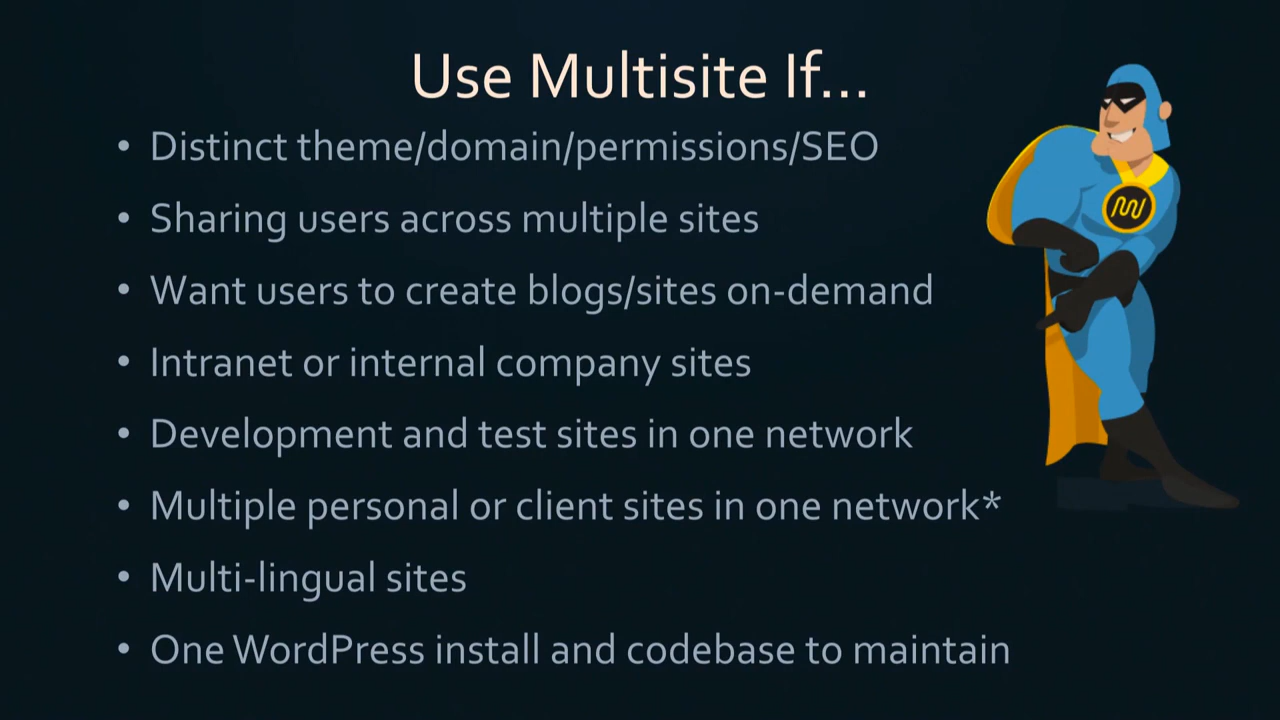 Use Multisite If...
• Distinct theme/domain/permissions/SEO
• Sharing users across multiple sites
• Want users to create blogs/sites on-demand
• Intranet or internal company sites
• Development and test sites in one network
• Multiple personal or client sites in one network*
• Multi-lingual sites
• One WordPress install and codebase to maintain